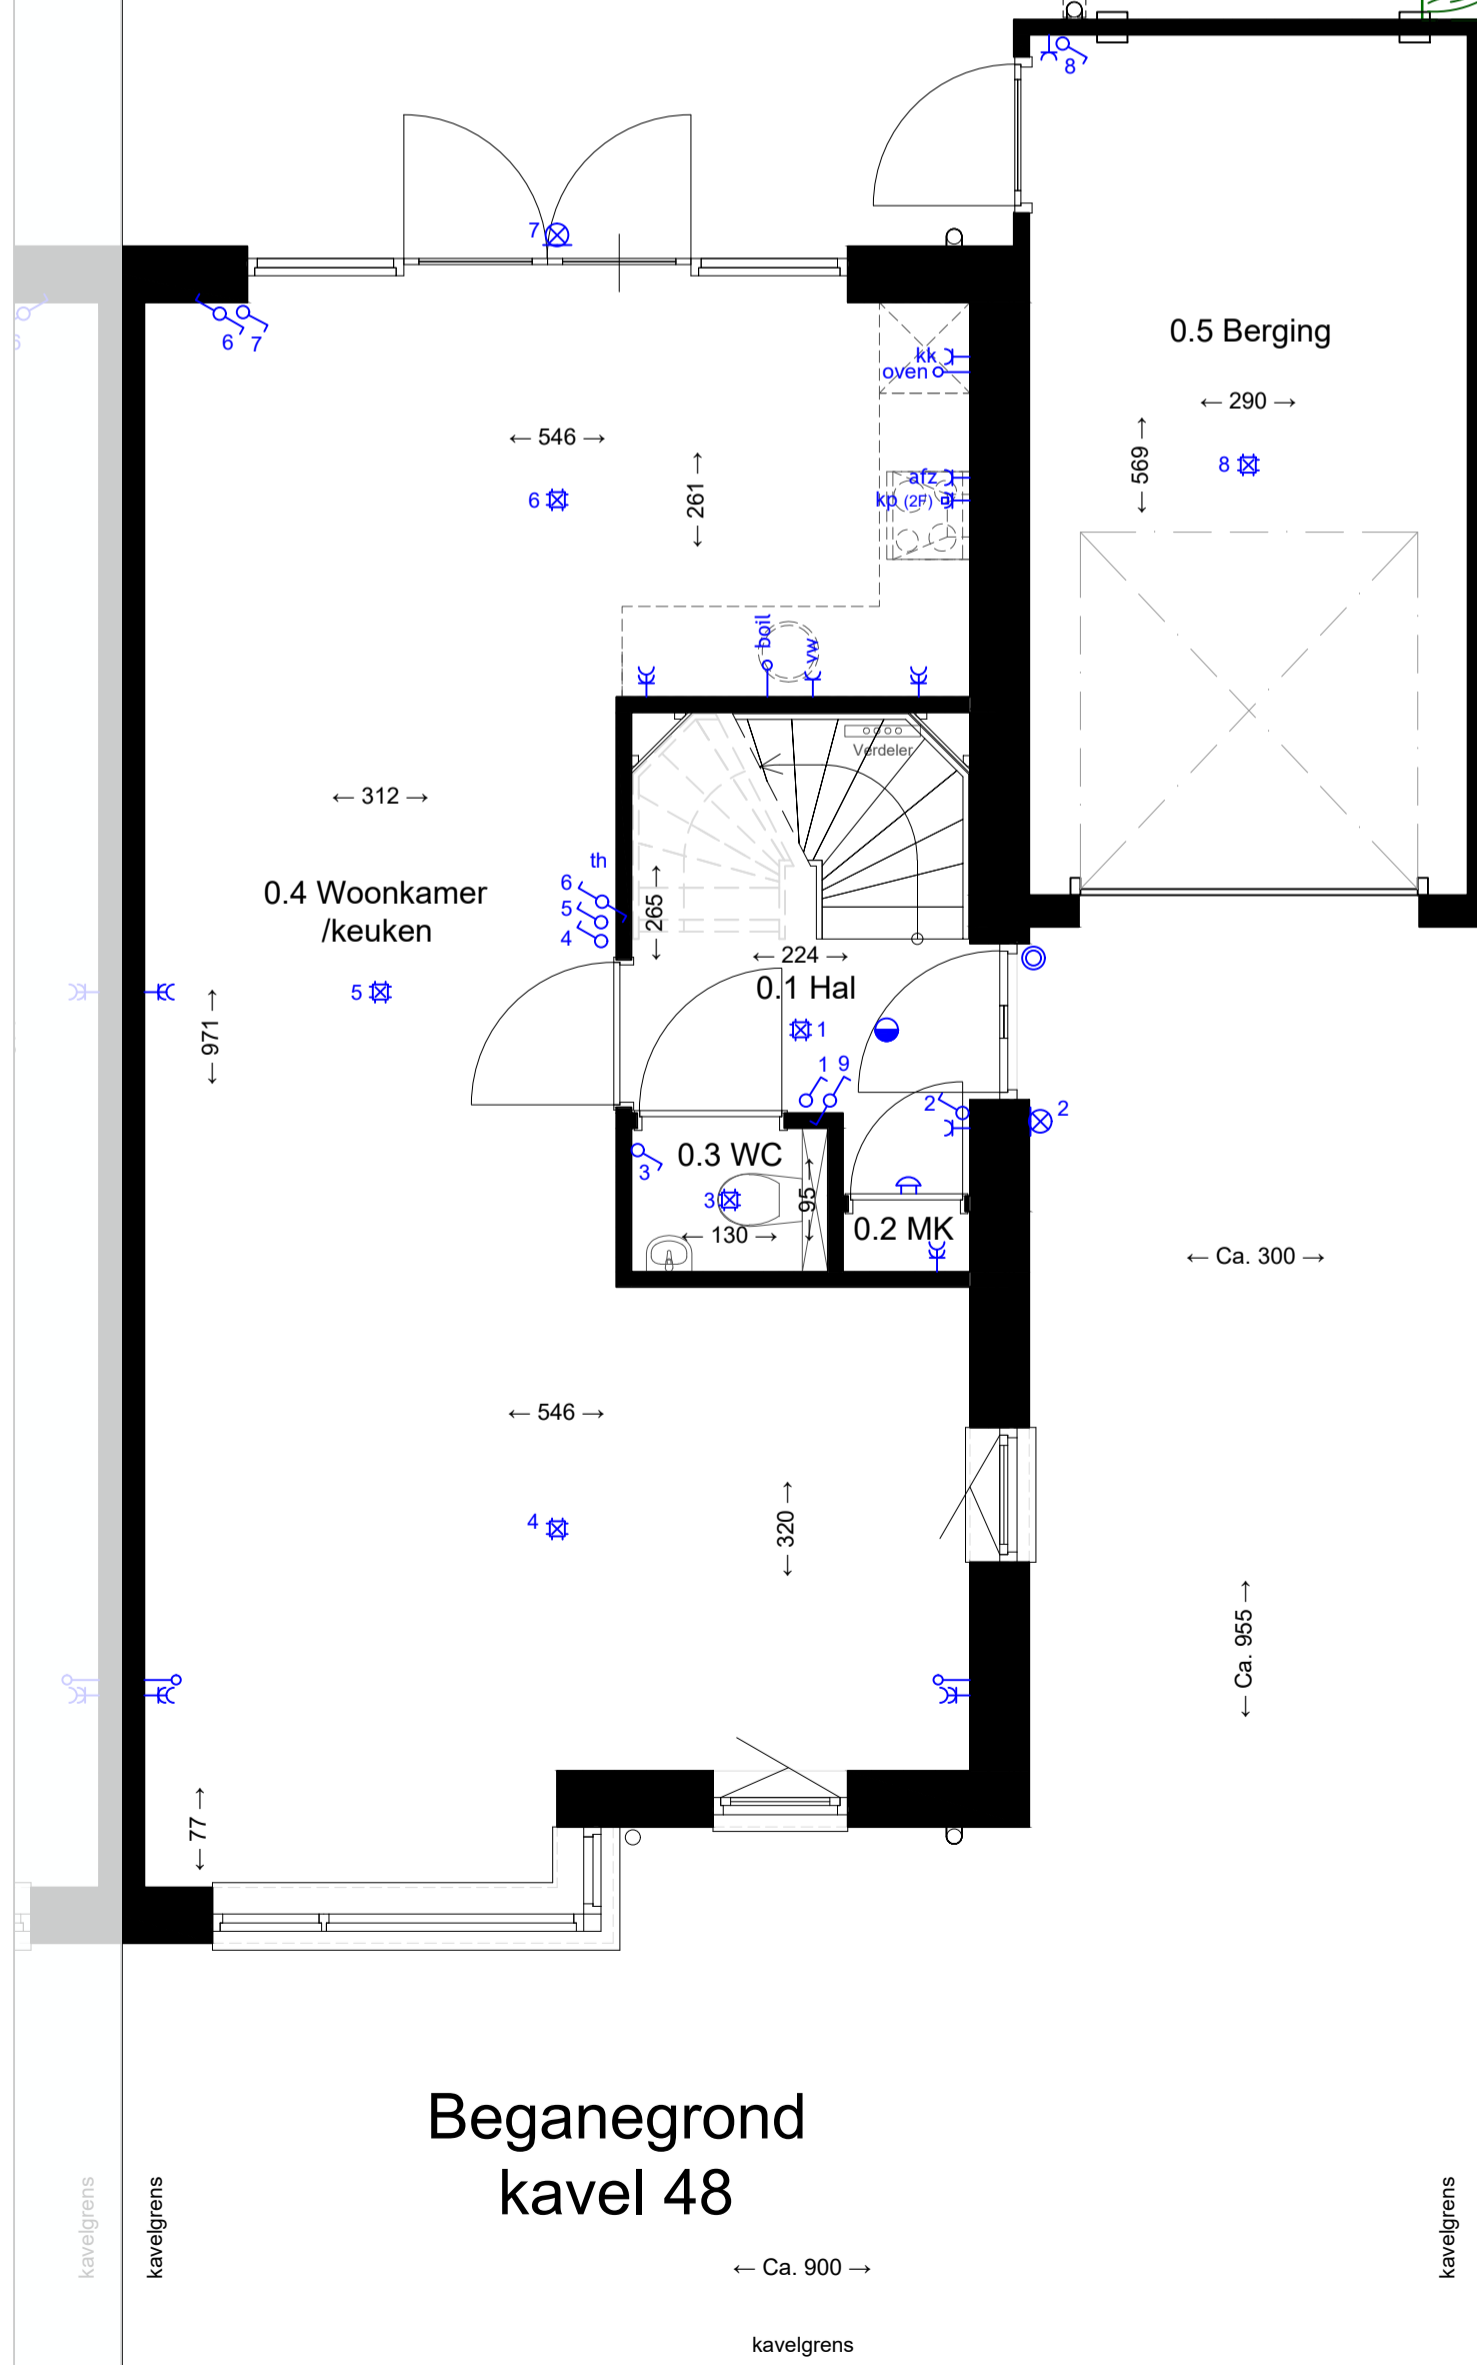 8
7
6
7
6
kk
oven
0.5 Berging
← 290 →
← 546 →
← 261 →
← 569 →
8
6
afz
kp (2F)
boil
vw
Verdeler
← 312 →
th
6
5
4
0.4 Woonkamer
/keuken
← 265 →
← 224 →
0.1 Hal
5
← 971 →
1
1 9
2
2
0.3 WC
3
3
← 95 →
← 130 →
0.2 MK
← Ca. 300 →
← 546 →
4
← 320 →
← Ca. 955 →
← 77 →
Beganegrond
kavel 48
kavelgrens
kavelgrens
kavelgrens
← Ca. 900 →
kavelgrens